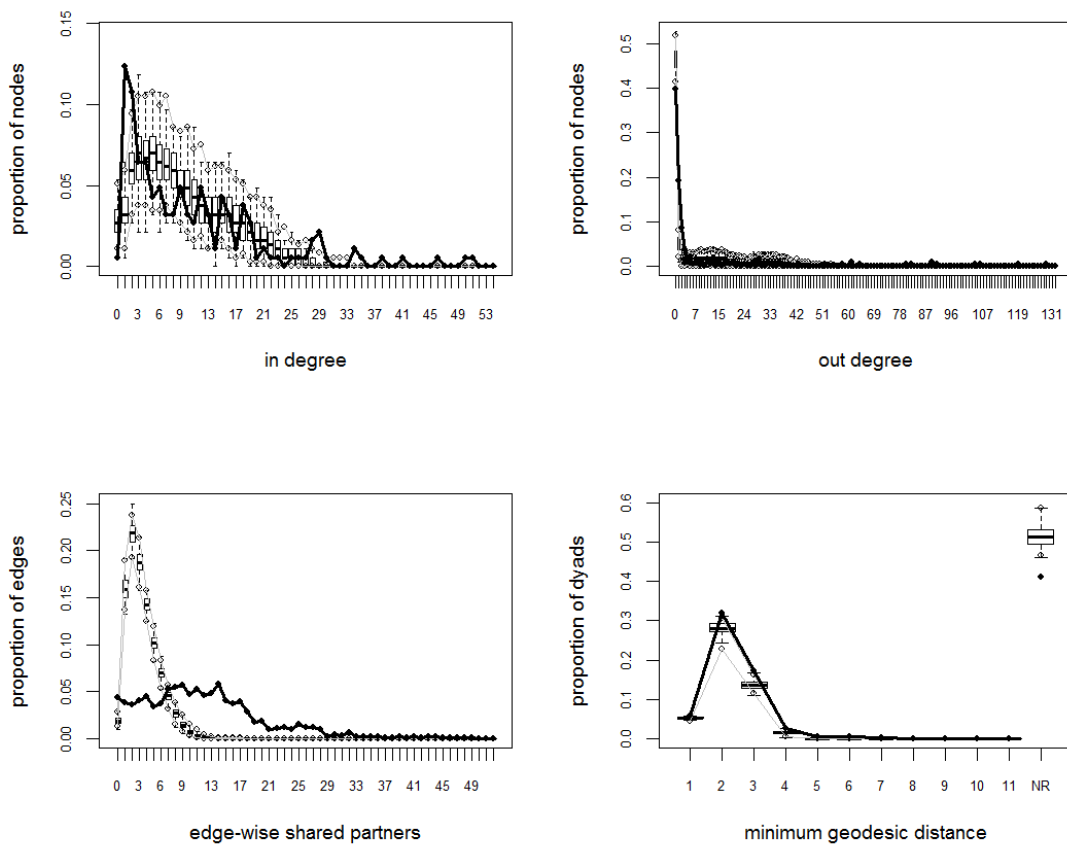 proportion of nodes
0.00 0.05 0.10 0.15
0 3 6 9 13 17 21 25 29 33 37 41 45 49 53
in degree
proportion of nodes
0.0 0.1 0.2 0.3 0.4 0.5
0 7 15 24 33 42 51 60 69 78 87 96 107 119 131
out degree
proportion of edges
0.00 0.05 0.10 0.15 0.20 0.25
0 3 6 9 13 17 21 25 29 33 37 41 45 49
edge-wise shared partners
proportion of dyads
0.0 0.1 0.2 0.3 0.4 0.5 0.6
1 2 3 4 5 6 7 8 9 10 11 NR
minimum geodesic distance